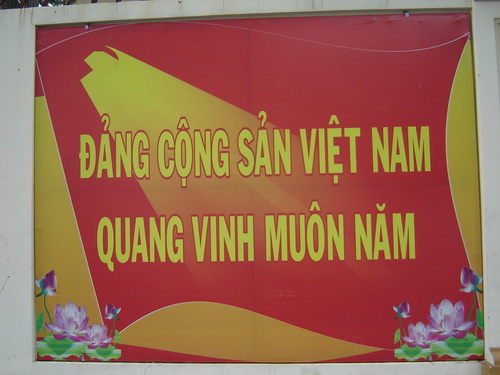 ĐẢNG CỘNG SẢN VIỆT NAM
QUANG VINH MUÔN NĂM